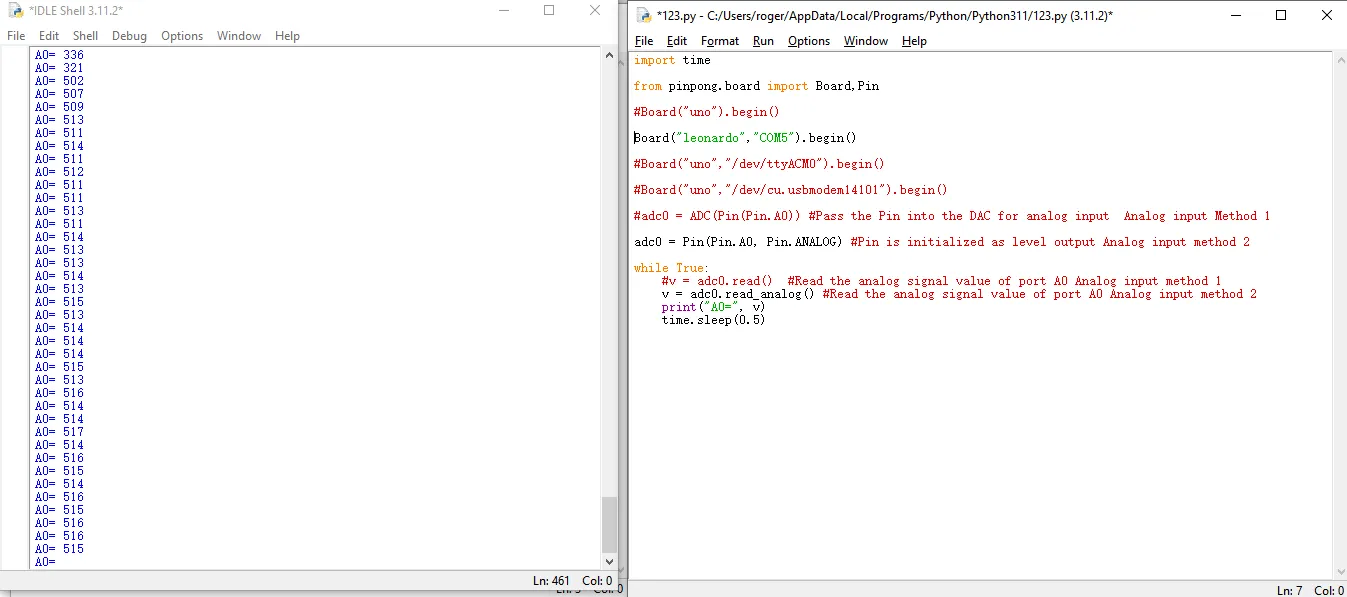 *IDLE Shell 3.11.2*
File Edit Shell Debug Options Window Help
A0= 336
A0= 321
A0= 502
A0= 507
A0= 509
A0= 513
A0= 511
A0= 514
A0= 511
A0= 512
A0= 511
A0= 511
A0= 513
A0= 511
A0= 514
A0= 513
A0= 513
A0= 514
A0= 513
A0= 515
A0= 513
A0= 514
A0= 514
A0= 514
A0= 515
A0= 513
A0= 516
A0= 514
A0= 514
A0= 517
A0= 514
A0= 516
A0= 515
A0= 514
A0= 516
A0= 515
A0= 516
A0= 516
A0= 515
A0=
Ln: 461 Col: 0
*123.py - C:/Users/roger/AppData/Local/Programs/Python/Python311/123.py (3.11.2)*
File Edit Format Run Options Window Help
import time
from pinpong.board import Board,Pin
#Board("uno").begin()
Board("leonardo","COM5").begin()
#Board("uno","/dev/ttyACM0").begin()
#Board("uno","/dev/cu.usbmodem14101").begin()
#adc0 = ADC(Pin(Pin.A0)) #Pass the Pin into the DAC for analog input  Analog input Method 1
adc0 = Pin(Pin.A0, Pin.ANALOG) #Pin is initialized as level output Analog input method 2
while True:
    #v = adc0.read()  #Read the analog signal value of port A0 Analog input method 1
    v = adc0.read_analog() #Read the analog signal value of port A0 Analog input method 2
    print("A0=", v)
    time.sleep(0.5)
Ln: 7 Col: 0